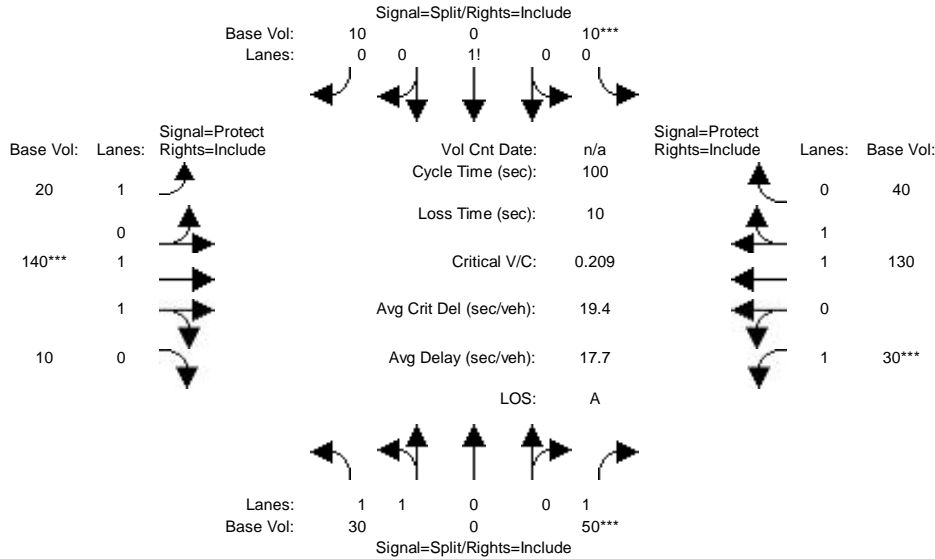 Signal=Split/Rights=Include
Base Vol: 10 0 10***
Lanes: 0 0 1! 0 0
Signal=Protect Signal=Protect
Base Vol: Lanes: Rights=Include Vol Cnt Date: n/a Rights=Include Lanes: Base Vol:
Cycle Time (sec): 100
20 1 0 40
Loss Time (sec): 10
0 1
140*** 1 Critical V/C: 0.209 1 130
1 Avg Crit Del (sec/veh): 19.4 0
10 0 Avg Delay (sec/veh): 17.7 1 30***
LOS: A
Lanes: 1 1 0 0 1
Base Vol: 30 0 50***
Signal=Split/Rights=Include